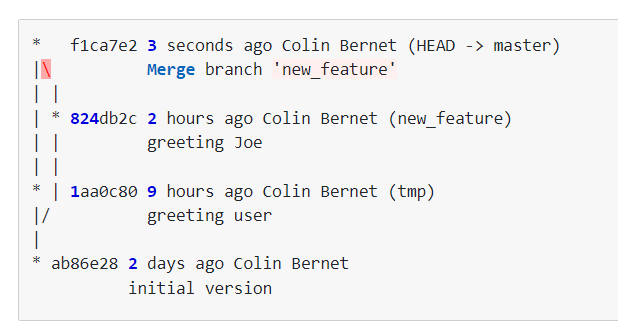 *   f1ca7e2 3 seconds ago Colin Bernet (HEAD -> master)
|\          Merge branch 'new_feature'
| |
| * 824db2c 2 hours ago Colin Bernet (new_feature)
| |         greeting Joe
| |
* | 1aa0c80 9 hours ago Colin Bernet (tmp)
|/          greeting user
|
* ab86e28 2 days ago Colin Bernet
          initial version